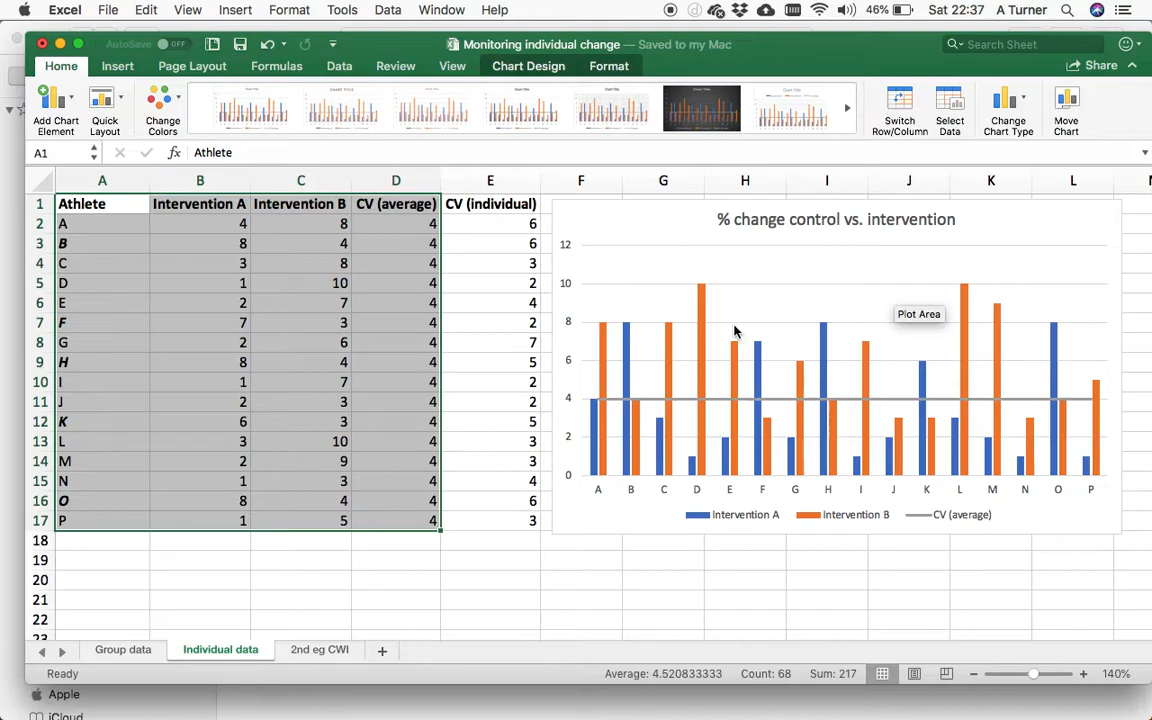 Excel File Edit View Insert Format Tools Data Window Help 46% Sat 22:37 A Turner
AutoSave OFF Monitoring individual change — Saved to my Mac Search Sheet
Home Insert Page Layout Formulas Data Review View Chart Design Format Share
Add Chart Element Quick Layout Change Colors Switch Row/Column Select Data Change Chart Type Move Chart
A1 fx Athlete
A B C D E F G H I J K L
1 Athlete Intervention A Intervention B CV (average) CV (individual)
2 A 4 8 4 6
3 B 8 4 4 6
4 C 3 8 4 3
5 D 1 10 4 2
6 E 2 7 4 4
7 F 7 3 4 2
8 G 2 6 4 7
9 H 8 4 4 5
10 I 1 7 4 2
11 J 2 3 4 2
12 K 6 3 4 5
13 L 3 10 4 3
14 M 2 9 4 3
15 N 1 3 4 4
16 O 8 4 4 6
17 P 1 5 4 3
18
19
20
21
22
23
% change control vs. intervention
12
10
8
6
4
2
0
Plot Area
A B C D E F G H I J K L M N O P
Intervention A Intervention B CV (average)
Group data Individual data 2nd eg CWI
Ready Average: 4.520833333 Count: 68 Sum: 217 140%
Apple
iCloud